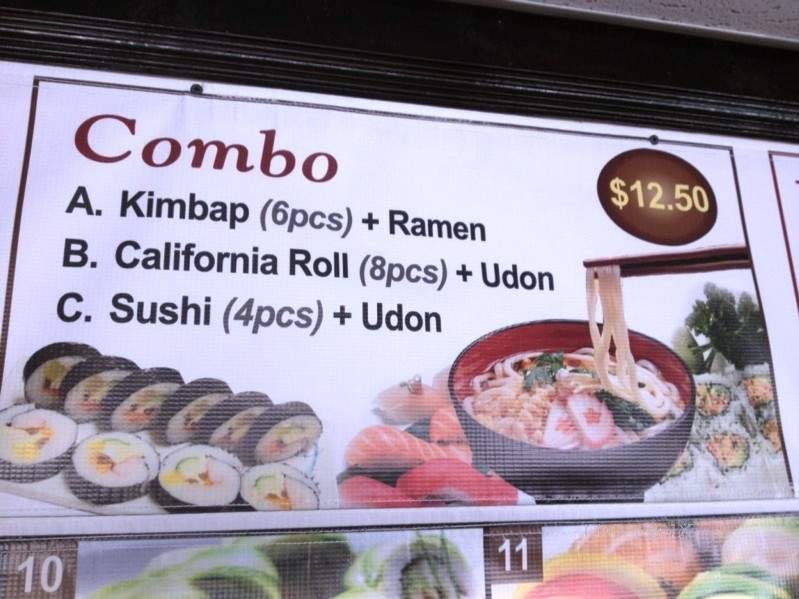 Combo
$12.50
A. Kimbap (6pcs) + Ramen
B. California Roll (8pcs) + Udon
C. Sushi (4pcs) + Udon
10
11